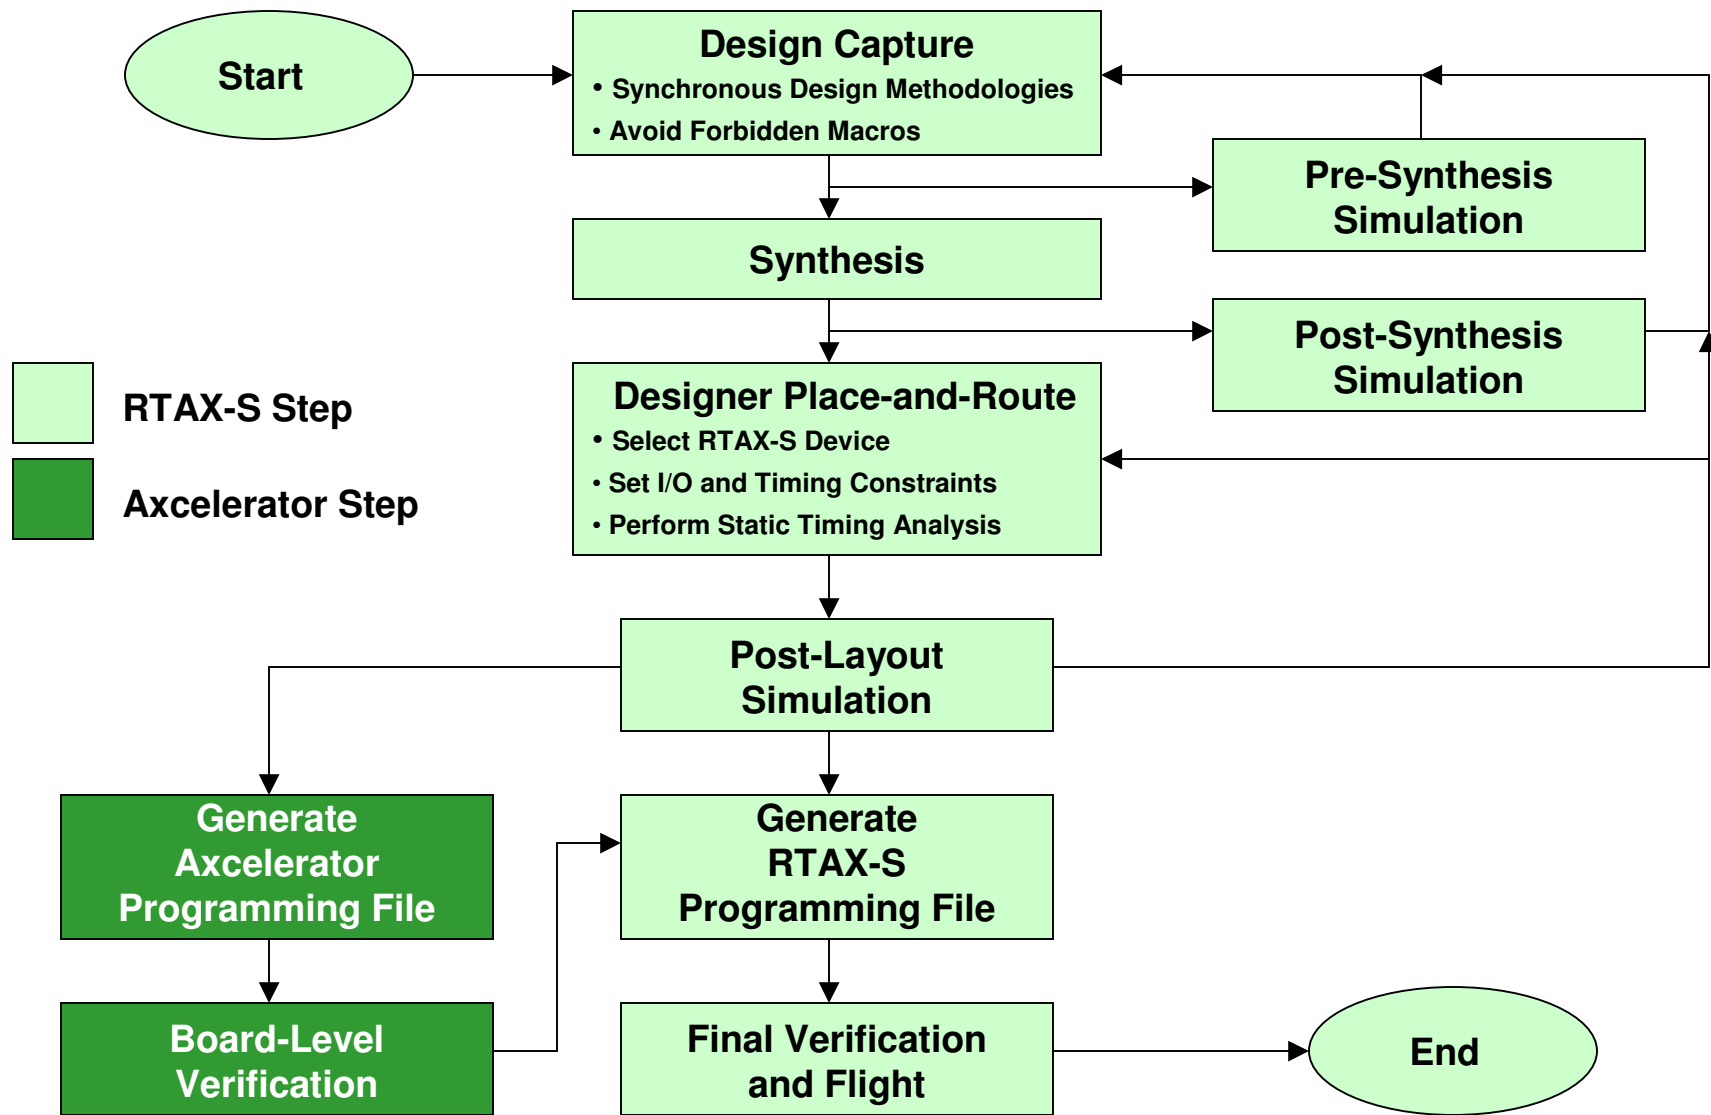 Start
Design Capture
• Synchronous Design Methodologies
• Avoid Forbidden Macros
Pre-Synthesis
Simulation
Synthesis
Post-Synthesis
Simulation
Designer Place-and-Route
• Select RTAX-S Device
• Set I/O and Timing Constraints
• Perform Static Timing Analysis
RTAX-S Step
Axcelerator Step
Post-Layout
Simulation
Generate
Axcelerator
Programming File
Generate
RTAX-S
Programming File
Board-Level
Verification
Final Verification
and Flight
End